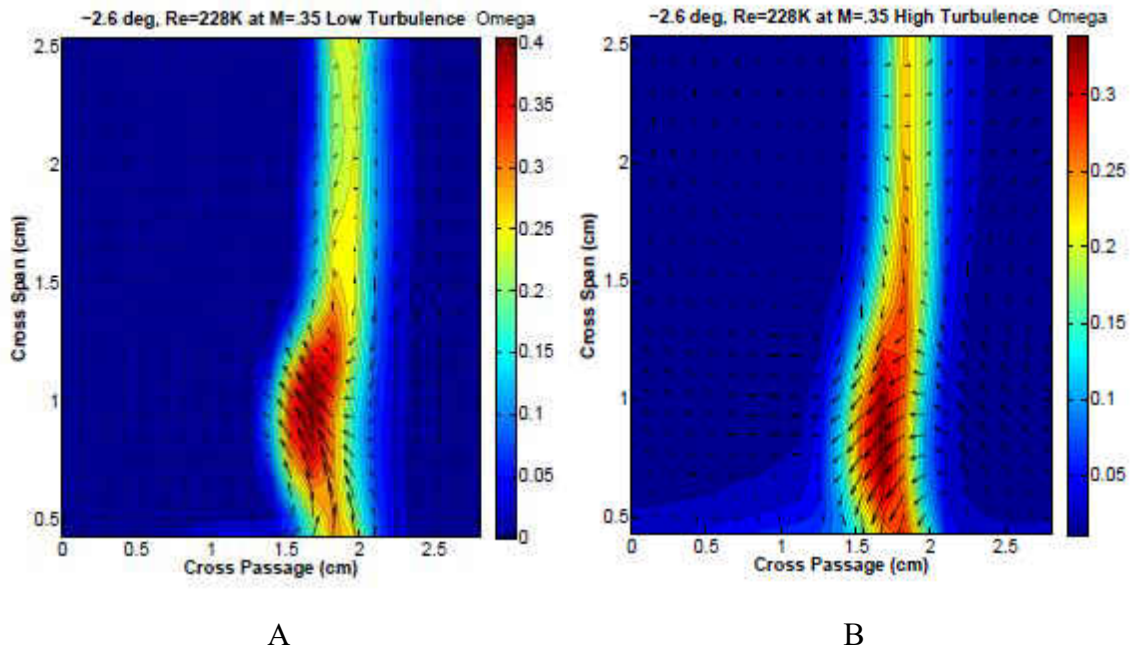 −2.6 deg, Re=228K at M=.35 Low Turbulence Omega
2.5
2
1.5
1
0.5
Cross Span (cm)
0 0.5 1 1.5 2 2.5
Cross Passage (cm)
0.4
0.35
0.3
0.25
0.2
0.15
0.1
0.05
0
A
−2.6 deg, Re=228K at M=.35 High Turbulence Omega
2.5
2
1.5
1
0.5
Cross Span (cm)
0 0.5 1 1.5 2 2.5
Cross Passage (cm)
0.3
0.25
0.2
0.15
0.1
0.05
B